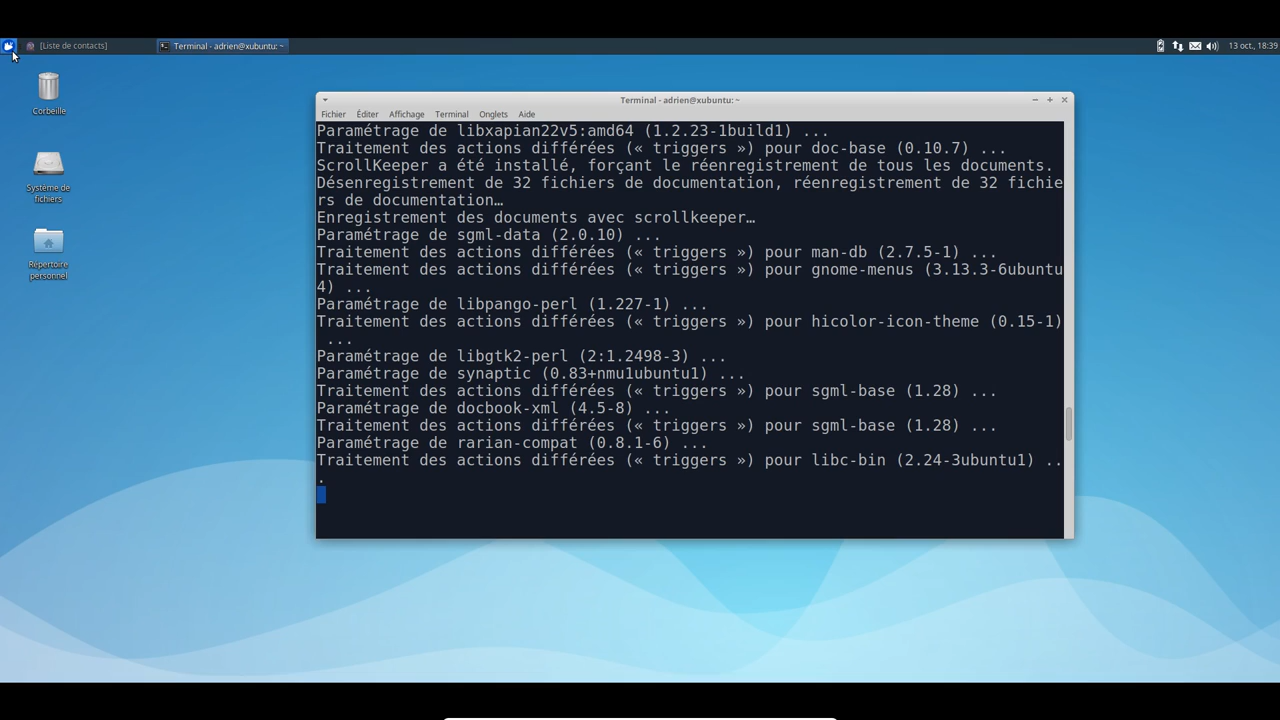 [Liste de contacts]
Terminal - adrien@xubuntu: ~
13 oct., 18:39
Corbeille
Système de
fichiers
Répertoire
personnel
Terminal - adrien@xubuntu: ~
Fichier Éditer Affichage Terminal Onglets Aide
Paramétrage de libxapian22v5:amd64 (1.2.23-1build1) ...
Traitement des actions différées (« triggers ») pour doc-base (0.10.7) ...
ScrollKeeper a été installé, forçant le réenregistrement de tous les documents.
Désenregistrement de 32 fichiers de documentation, réenregistrement de 32 fichie
rs de documentation…
Enregistrement des documents avec scrollkeeper…
Paramétrage de sgml-data (2.0.10) ...
Traitement des actions différées (« triggers ») pour man-db (2.7.5-1) ...
Traitement des actions différées (« triggers ») pour gnome-menus (3.13.3-6ubuntu
4) ...
Paramétrage de libpango-perl (1.227-1) ...
Traitement des actions différées (« triggers ») pour hicolor-icon-theme (0.15-1)
...
Paramétrage de libgtk2-perl (2:1.2498-3) ...
Paramétrage de synaptic (0.83+nmu1ubuntu1) ...
Traitement des actions différées (« triggers ») pour sgml-base (1.28) ...
Paramétrage de docbook-xml (4.5-8) ...
Traitement des actions différées (« triggers ») pour sgml-base (1.28) ...
Paramétrage de rarian-compat (0.8.1-6) ...
Traitement des actions différées (« triggers ») pour libc-bin (2.24-3ubuntu1) ..
.